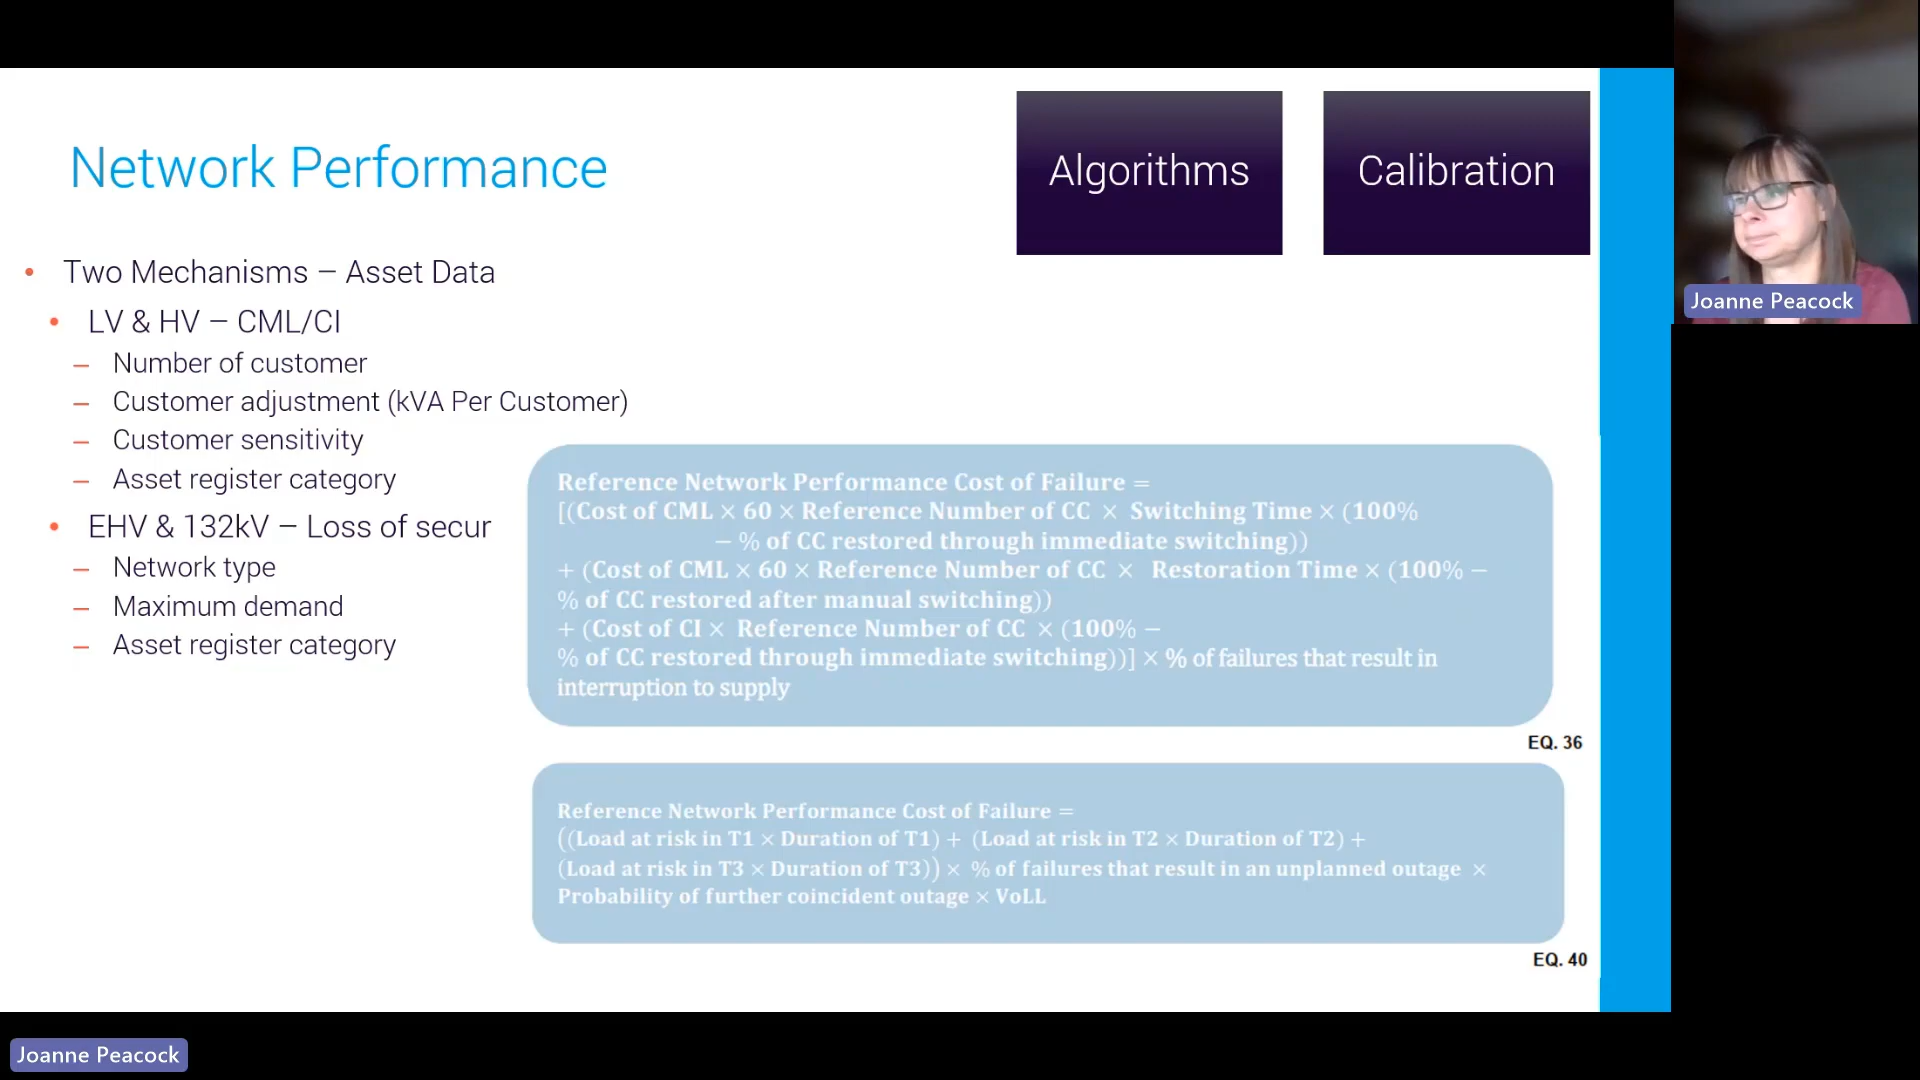 Network Performance
Algorithms
Calibration
• Two Mechanisms – Asset Data
• LV & HV – CML/CI
– Number of customer
– Customer adjustment (kVA Per Customer)
– Customer sensitivity
– Asset register category
• EHV & 132kV – Loss of secur
– Network type
– Maximum demand
– Asset register category
Reference Network Performance Cost of Failure =
[(Cost of CML × 60 × Reference Number of CC × Switching Time × (100%
− % of CC restored through immediate switching))
+ (Cost of CML × 60 × Reference Number of CC × Restoration Time × (100% −
% of CC restored after manual switching))
+ (Cost of CI × Reference Number of CC × (100% −
% of CC restored through immediate switching))] × % of failures that result in
interruption to supply
EQ. 36
Reference Network Performance Cost of Failure =
((Load at risk in T1 × Duration of T1) + (Load at risk in T2 × Duration of T2) +
(Load at risk in T3 × Duration of T3)) × % of failures that result in an unplanned outage ×
Probability of further coincident outage × VoLL
EQ. 40
Joanne Peacock
Joanne Peacock